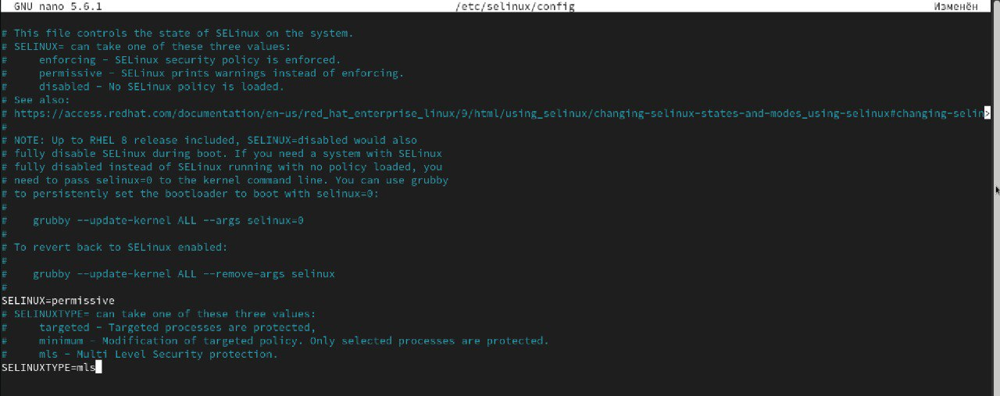 GNU nano 5.6.1 /etc/selinux/config Изменён
# This file controls the state of SELinux on the system.
# SELINUX= can take one of these three values:
#     enforcing - SELinux security policy is enforced.
#     permissive - SELinux prints warnings instead of enforcing.
#     disabled - No SELinux policy is loaded.
# See also:
# https://access.redhat.com/documentation/en-us/red_hat_enterprise_linux/9/html/using_selinux/changing-selinux-states-and-modes_using-selinux#changing-selin>
#
# NOTE: Up to RHEL 8 release included, SELINUX=disabled would also
# fully disable SELinux during boot. If you need a system with SELinux
# fully disabled instead of SELinux running with no policy loaded, you
# need to pass selinux=0 to the kernel command line. You can use grubby
# to persistently set the bootloader to boot with selinux=0:
#
#    grubby --update-kernel ALL --args selinux=0
#
# To revert back to SELinux enabled:
#
#    grubby --update-kernel ALL --remove-args selinux
#
SELINUX=permissive
# SELINUXTYPE= can take one of these three values:
#     targeted - Targeted processes are protected,
#     minimum - Modification of targeted policy. Only selected processes are protected.
#     mls - Multi Level Security protection.
SELINUXTYPE=mls